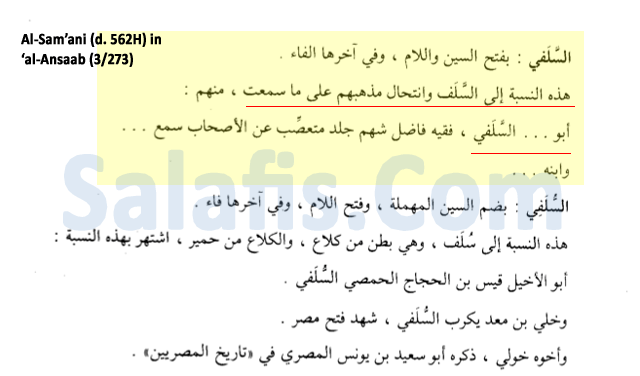 Al-Sam'ani (d. 562H) in
'al-Ansaab (3/273)
السَّلَفي : بفتح السين واللام ، وفي آخرها الفاء .
هذه النسبة إلى السَّلَف وانتحال مذهبهم على ما سمعت ، منهم :
أبو . . . السَّلَفي ، فقيه فاضل شهم جلد متعصِّب عن الأصحاب سمع . . .
وابنه . . .
السُّلَفِي : بضم السين المهملة ، وفتح اللام ، وفي آخرها فاء .
هذه النسبة إلى سُلَف ، وهي بطن من كلاع ، والكلاع من حمير ، اشتهر بهذه النسبة :
أبو الأخيل قيس بن الحجاج الحمصي السُّلَفي .
وخلي بن معد يكرب السُّلَفي ، شهد فتح مصر .
وأخوه خولي ، ذكره أبو سعيد بن يونس المصري في «تاريخ المصريين» .
Salafis.Com